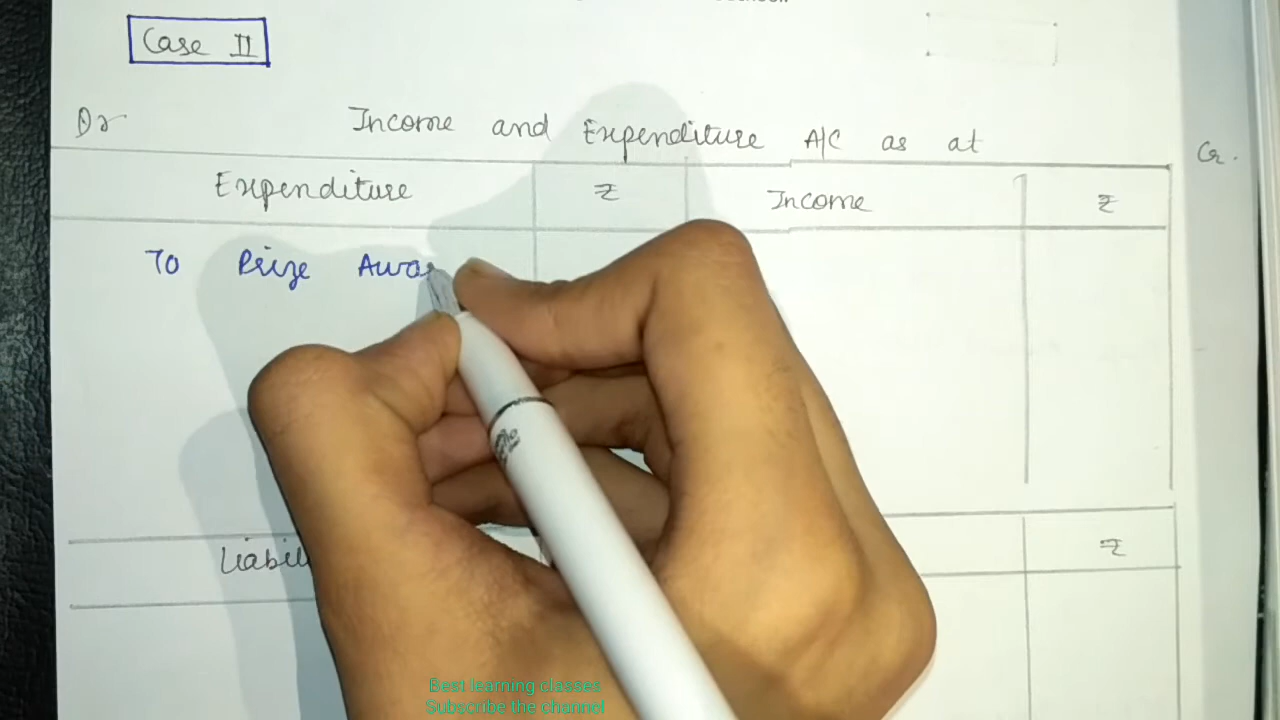 Case II
Dr Income and Expenditure A/C as at Cr.
Expenditure ₹ Income ₹
To Prize Awa
₹
Best learning classes
Subscribe the channel